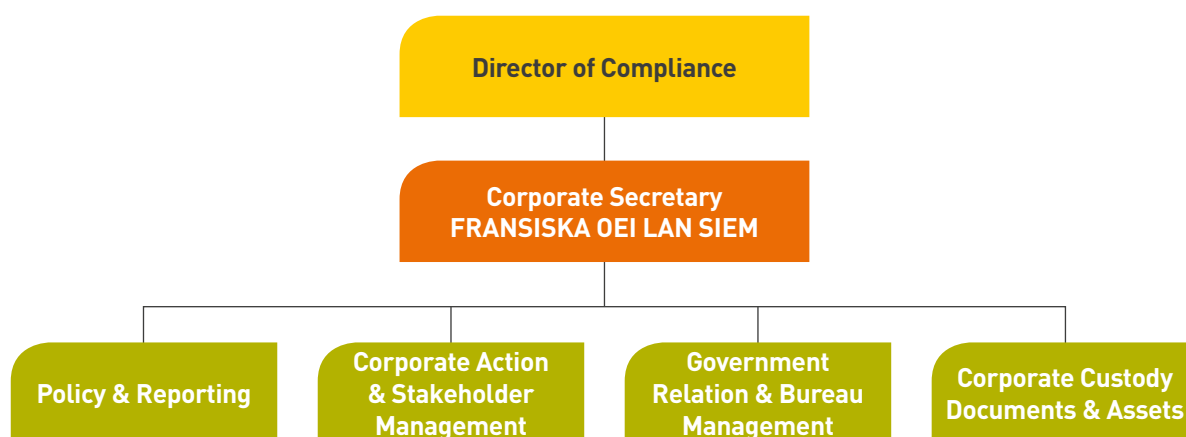 Director of Compliance
Corporate Secretary
FRANSISKA OEI LAN SIEM
Policy & Reporting
Corporate Action
& Stakeholder
Management
Government
Relation & Bureau
Management
Corporate Custody
Documents & Assets